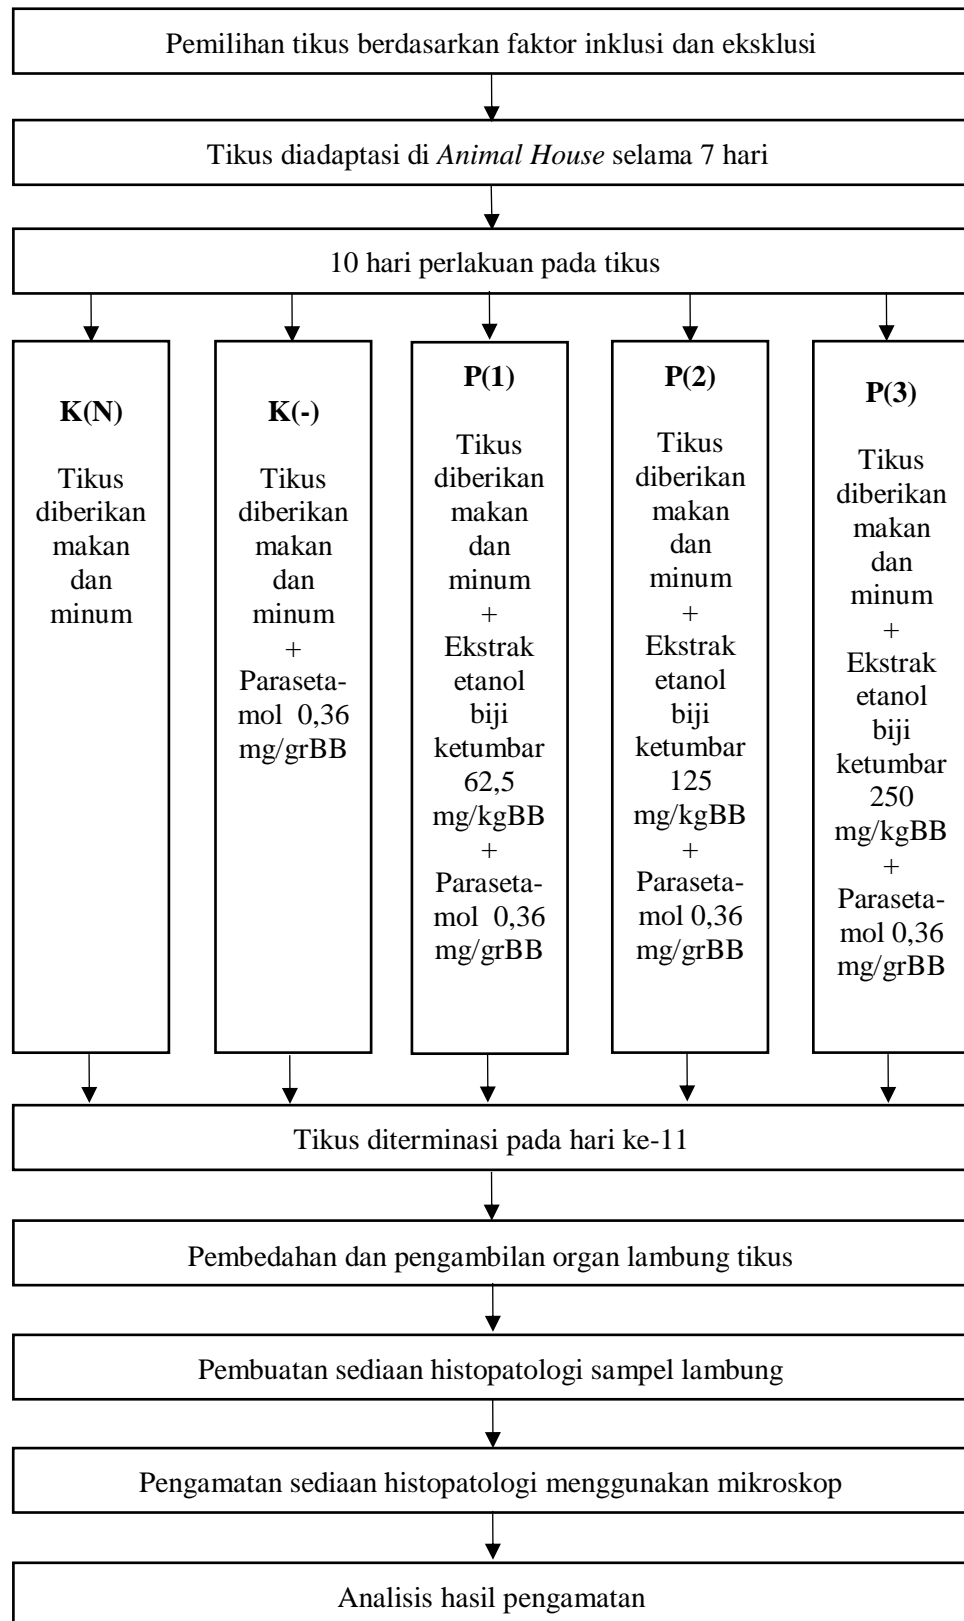 Pemilihan tikus berdasarkan faktor inklusi dan eksklusi
Tikus diadaptasi di Animal House selama 7 hari
10 hari perlakuan pada tikus
K(N)
Tikus
diberikan
makan
dan
minum
K(-)
Tikus
diberikan
makan
dan
minum
+
Paraseta-
mol 0,36
mg/grBB
P(1)
Tikus
diberikan
makan
dan
minum
+
Ekstrak
etanol
biji
ketumbar
62,5
mg/kgBB
+
Paraseta-
mol 0,36
mg/grBB
P(2)
Tikus
diberikan
makan
dan
minum
+
Ekstrak
etanol
biji
ketumbar
125
mg/kgBB
+
Paraseta-
mol 0,36
mg/grBB
P(3)
Tikus
diberikan
makan
dan
minum
+
Ekstrak
etanol
biji
ketumbar
250
mg/kgBB
+
Paraseta-
mol 0,36
mg/grBB
Tikus diterminasi pada hari ke-11
Pembedahan dan pengambilan organ lambung tikus
Pembuatan sediaan histopatologi sampel lambung
Pengamatan sediaan histopatologi menggunakan mikroskop
Analisis hasil pengamatan